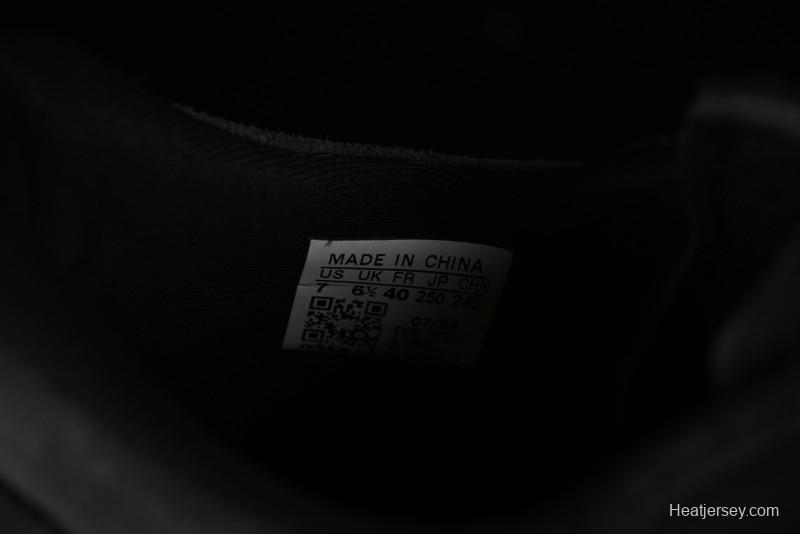 MADE IN CHINA
US UK FR JP CHN
7 6½ 40 250 245
07/23
Heatjersey.com